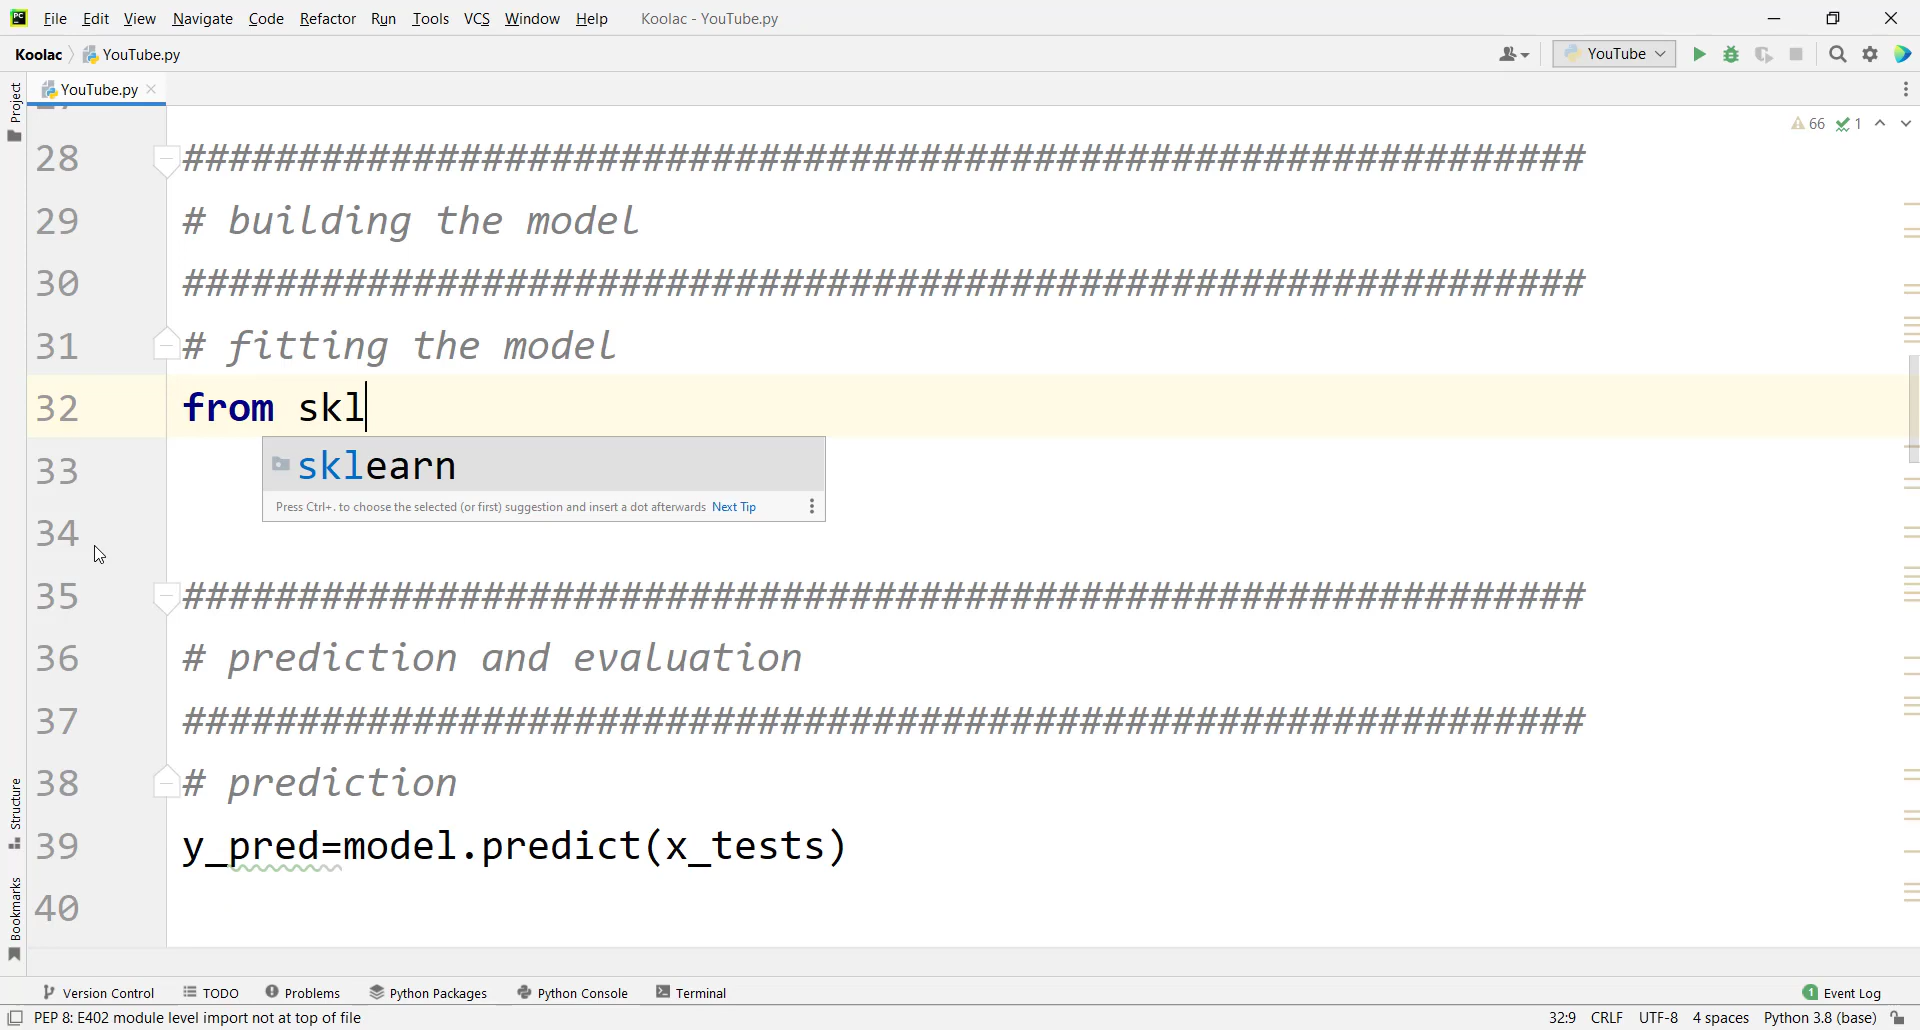 File Edit View Navigate Code Refactor Run Tools VCS Window Help Koolac - YouTube.py
Koolac YouTube.py YouTube
Project
YouTube.py
66 1
28 #############################################################
29 # building the model
30 #############################################################
31 # fitting the model
32 from skl
sklearn
33
Press Ctrl+. to choose the selected (or first) suggestion and insert a dot afterwards Next Tip
34
35 #############################################################
36 # prediction and evaluation
37 #############################################################
38 # prediction
Structure
39 y_pred=model.predict(x_tests)
Bookmarks
40
Version Control TODO Problems Python Packages Python Console Terminal 1 Event Log
PEP 8: E402 module level import not at top of file 32:9 CRLF UTF-8 4 spaces Python 3.8 (base)